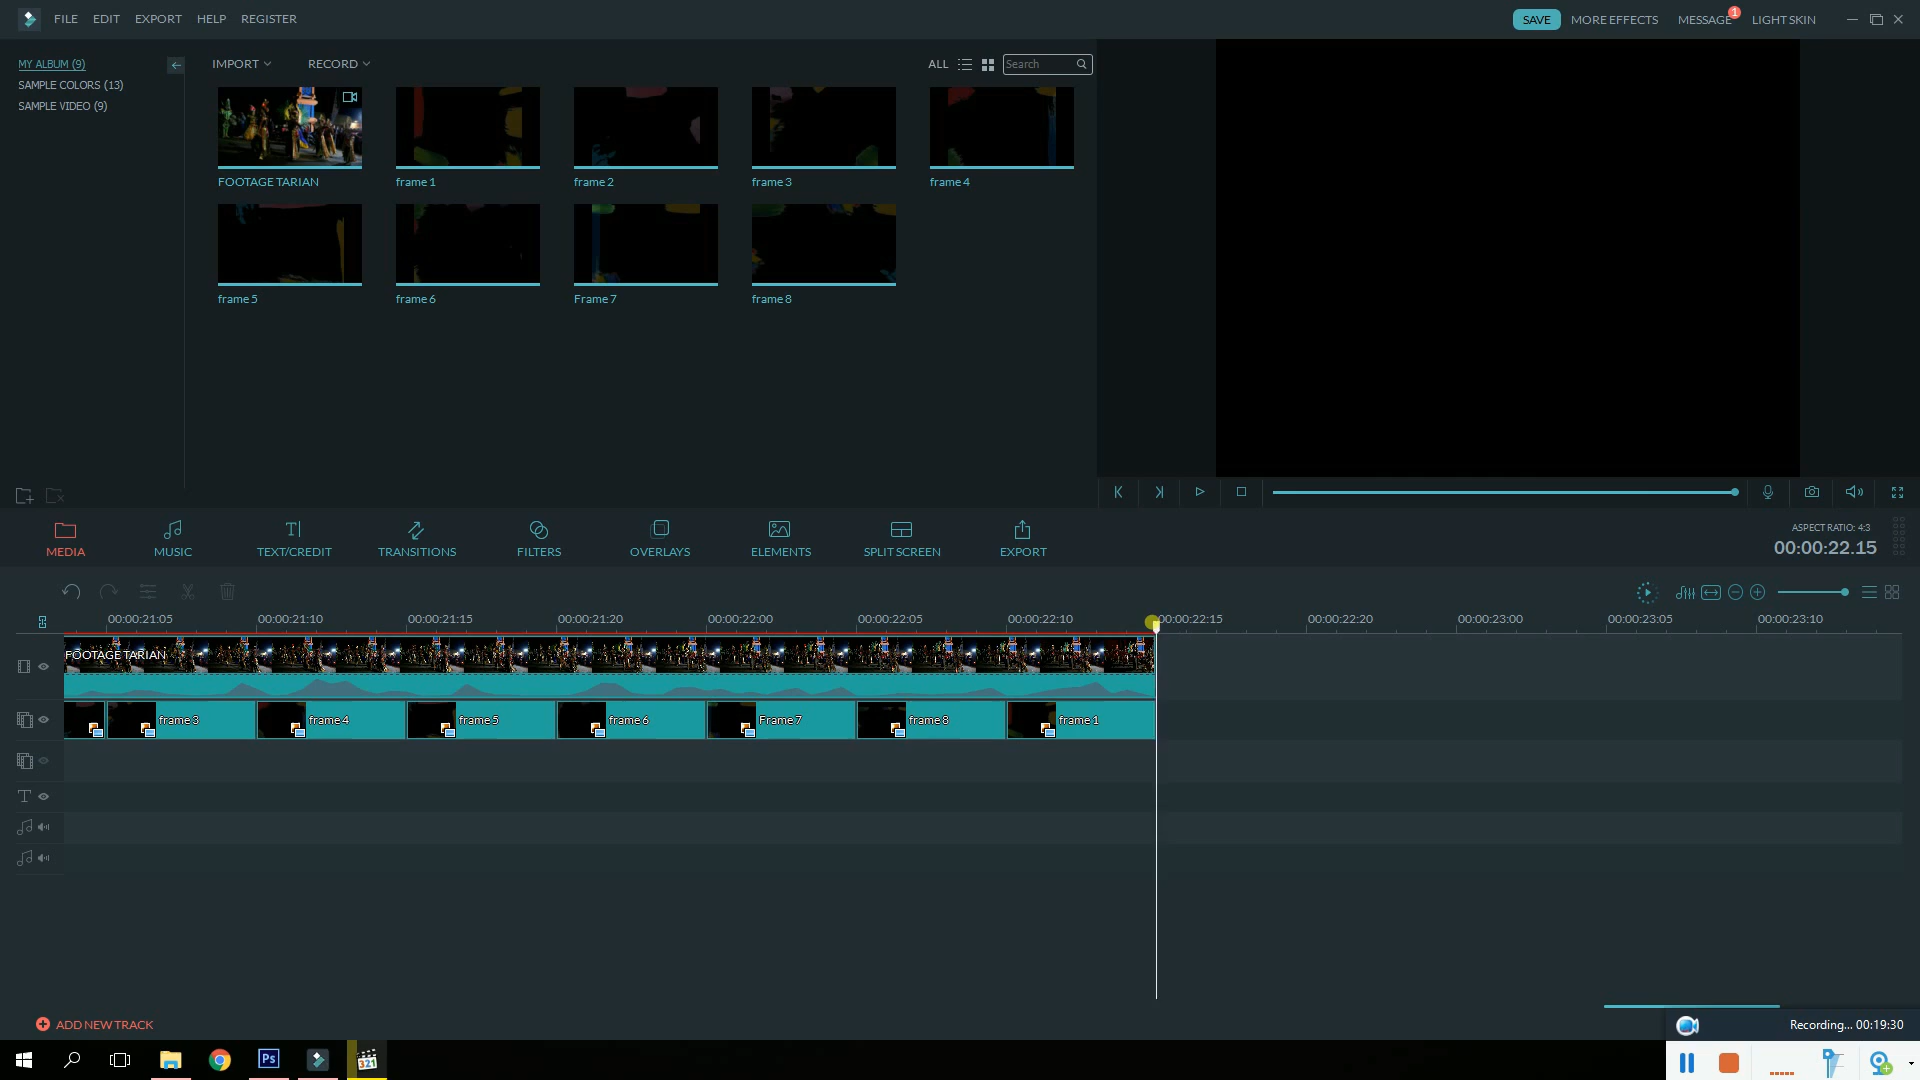 FILE EDIT EXPORT HELP REGISTER SAVE MORE EFFECTS MESSAGE 1 LIGHT SKIN
MY ALBUM (9) IMPORT RECORD ALL Search
SAMPLE COLORS (13)
SAMPLE VIDEO (9)
FOOTAGE TARIAN frame 1 frame 2 frame 3 frame 4
frame 5 frame 6 Frame 7 frame 8
MEDIA MUSIC TEXT/CREDIT TRANSITIONS FILTERS OVERLAYS ELEMENTS SPLIT SCREEN EXPORT
ASPECT RATIO: 4:3
00:00:22.15
00:00:21:05 00:00:21:10 00:00:21:15 00:00:21:20 00:00:22:00 00:00:22:05 00:00:22:10 00:00:22:15 00:00:22:20 00:00:23:00 00:00:23:05 00:00:23:10
FOOTAGE TARIAN
frame 3 frame 4 frame 5 frame 6 Frame 7 frame 8 frame 1
ADD NEW TRACK
Recording... 00:19:30
Ps 321